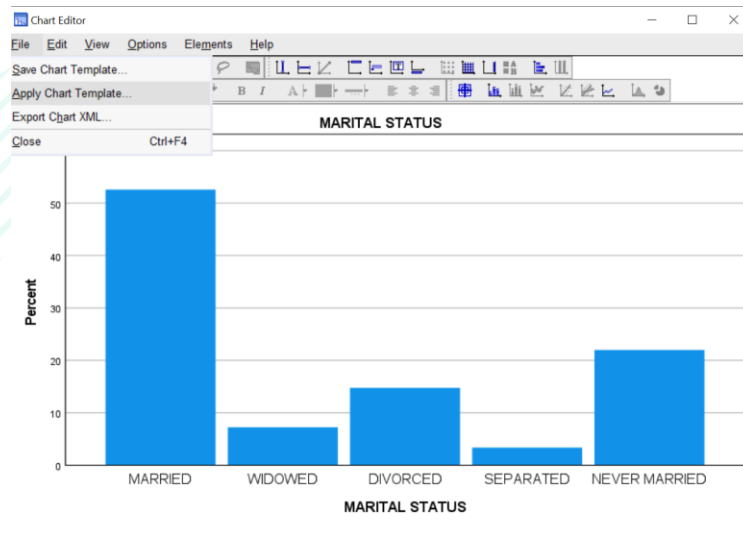 Chart Editor
File Edit View Options Elements Help
Save Chart Template...
Apply Chart Template...
Export Chart XML...
Close Ctrl+F4
B I A
MARITAL STATUS
50
40
30
20
10
0
Percent
MARRIED WIDOWED DIVORCED SEPARATED NEVER MARRIED
MARITAL STATUS